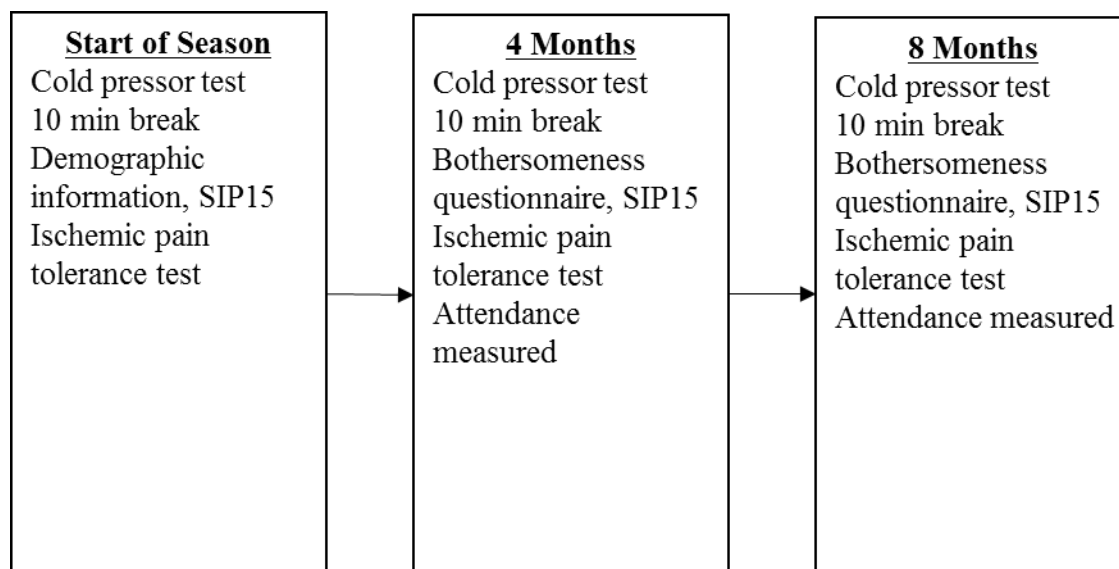 Start of Season
Cold pressor test
10 min break
Demographic
information, SIP15
Ischemic pain
tolerance test
4 Months
Cold pressor test
10 min break
Bothersomeness
questionnaire, SIP15
Ischemic pain
tolerance test
Attendance
measured
8 Months
Cold pressor test
10 min break
Bothersomeness
questionnaire, SIP15
Ischemic pain
tolerance test
Attendance measured